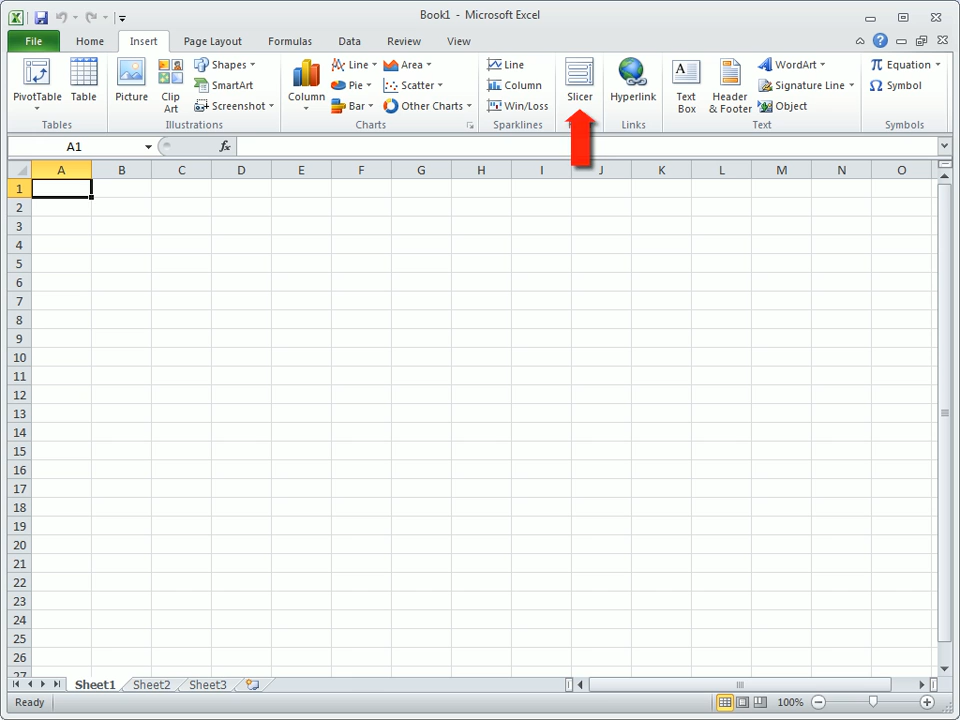 Book1 - Microsoft Excel
File Home Insert Page Layout Formulas Data Review View
PivotTable Table Picture Clip Art Shapes SmartArt Screenshot
Column Line Pie Bar Area Scatter Other Charts
Line Column Win/Loss Slicer Hyperlink
Text Box Header & Footer WordArt Signature Line Object
Equation Symbol
Tables Illustrations Charts Sparklines Links Text Symbols
A1 fx
A B C D E F G H I J K L M N O
1
2
3
4
5
6
7
8
9
10
11
12
13
14
15
16
17
18
19
20
21
22
23
24
25
26
27
Sheet1 Sheet2 Sheet3
Ready 100%